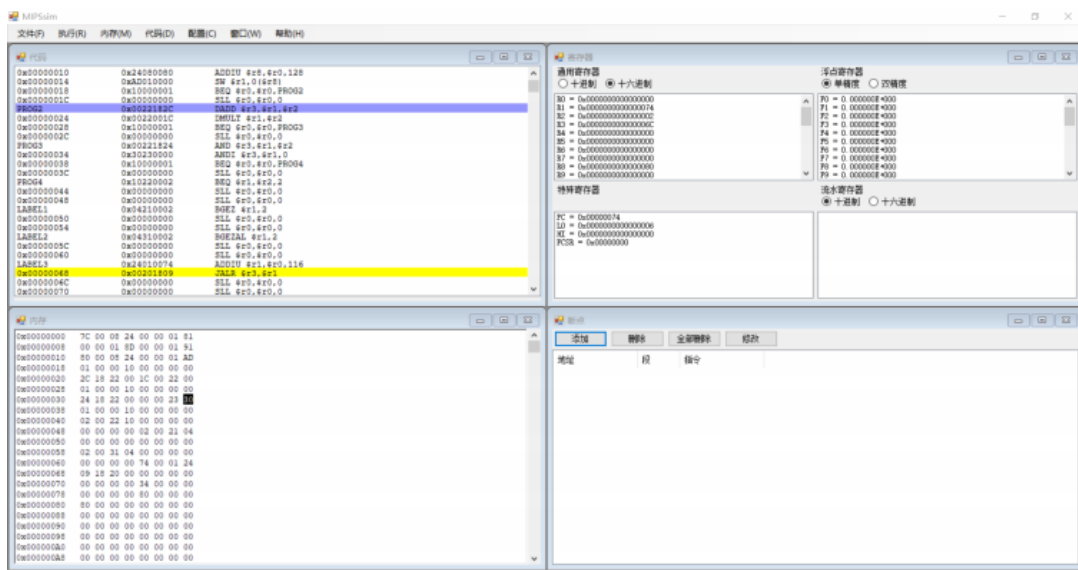 MIPSsim
文件(F) 执行(R) 内存(M) 代码(D) 配置(C) 窗口(W) 帮助(H)
代码
0x00000010 0x24080080 ADDIU $r8,$r0,128
0x00000014 0xAD010000 SW $r1,0($r8)
0x00000018 0x10000001 BEQ $r0,$r0,PROG2
0x0000001C 0x00000000 SLL $r0,$r0,0
PROG2 0x0022182C DADD $r3,$r1,$r2
0x00000024 0x0022001C DMULT $r1,$r2
0x00000028 0x10000001 BEQ $r0,$r0,PROG3
0x0000002C 0x00000000 SLL $r0,$r0,0
PROG3 0x00221824 AND $r3,$r1,$r2
0x00000034 0x30230000 ANDI $r3,$r1,0
0x00000038 0x10000001 BEQ $r0,$r0,PROG4
0x0000003C 0x00000000 SLL $r0,$r0,0
PROG4 0x10220002 BEQ $r1,$r2,2
0x00000044 0x00000000 SLL $r0,$r0,0
0x00000048 0x00000000 SLL $r0,$r0,0
LABEL1 0x04210002 BGEZ $r1,2
0x00000050 0x00000000 SLL $r0,$r0,0
0x00000054 0x00000000 SLL $r0,$r0,0
LABEL2 0x04310002 BGEZAL $r1,2
0x0000005C 0x00000000 SLL $r0,$r0,0
0x00000060 0x00000000 SLL $r0,$r0,0
LABEL3 0x24010074 ADDIU $r1,$r0,116
0x00000068 0x00201809 JALR $r3,$r1
0x0000006C 0x00000000 SLL $r0,$r0,0
0x00000070 0x00000000 SLL $r0,$r0,0
寄存器
通用寄存器
十进制 十六进制
R0 = 0x0000000000000000
R1 = 0x0000000000000074
R2 = 0x0000000000000002
R3 = 0x000000000000006C
R4 = 0x0000000000000000
R5 = 0x0000000000000000
R6 = 0x0000000000000000
R7 = 0x0000000000000000
R8 = 0x0000000000000080
R9 = 0x0000000000000000
浮点寄存器
单精度 双精度
F0 = 0.000000E+000
F1 = 0.000000E+000
F2 = 0.000000E+000
F3 = 0.000000E+000
F4 = 0.000000E+000
F5 = 0.000000E+000
F6 = 0.000000E+000
F7 = 0.000000E+000
F8 = 0.000000E+000
F9 = 0.000000E+000
特殊寄存器
PC = 0x00000074
LO = 0x0000000000000006
HI = 0x0000000000000000
FCSR = 0x00000000
流水寄存器
十进制 十六进制
内存
0x00000000 7C 00 08 24 00 00 01 81
0x00000008 00 00 01 8D 00 00 01 91
0x00000010 80 00 08 24 00 00 01 AD
0x00000018 01 00 00 10 00 00 00 00
0x00000020 2C 18 22 00 1C 00 22 00
0x00000028 01 00 00 10 00 00 00 00
0x00000030 24 18 22 00 00 00 23 30
0x00000038 01 00 00 10 00 00 00 00
0x00000040 02 00 22 10 00 00 00 00
0x00000048 00 00 00 00 02 00 21 04
0x00000050 00 00 00 00 00 00 00 00
0x00000058 02 00 31 04 00 00 00 00
0x00000060 00 00 00 00 74 00 01 24
0x00000068 09 18 20 00 00 00 00 00
0x00000070 00 00 00 00 34 00 00 00
0x00000078 00 00 00 00 80 00 00 00
0x00000080 80 00 00 00 00 00 00 00
0x00000088 00 00 00 00 00 00 00 00
0x00000090 00 00 00 00 00 00 00 00
0x00000098 00 00 00 00 00 00 00 00
0x000000A0 00 00 00 00 00 00 00 00
0x000000A8 00 00 00 00 00 00 00 00
断点
添加 删除 全部删除 修改
地址 段 指令